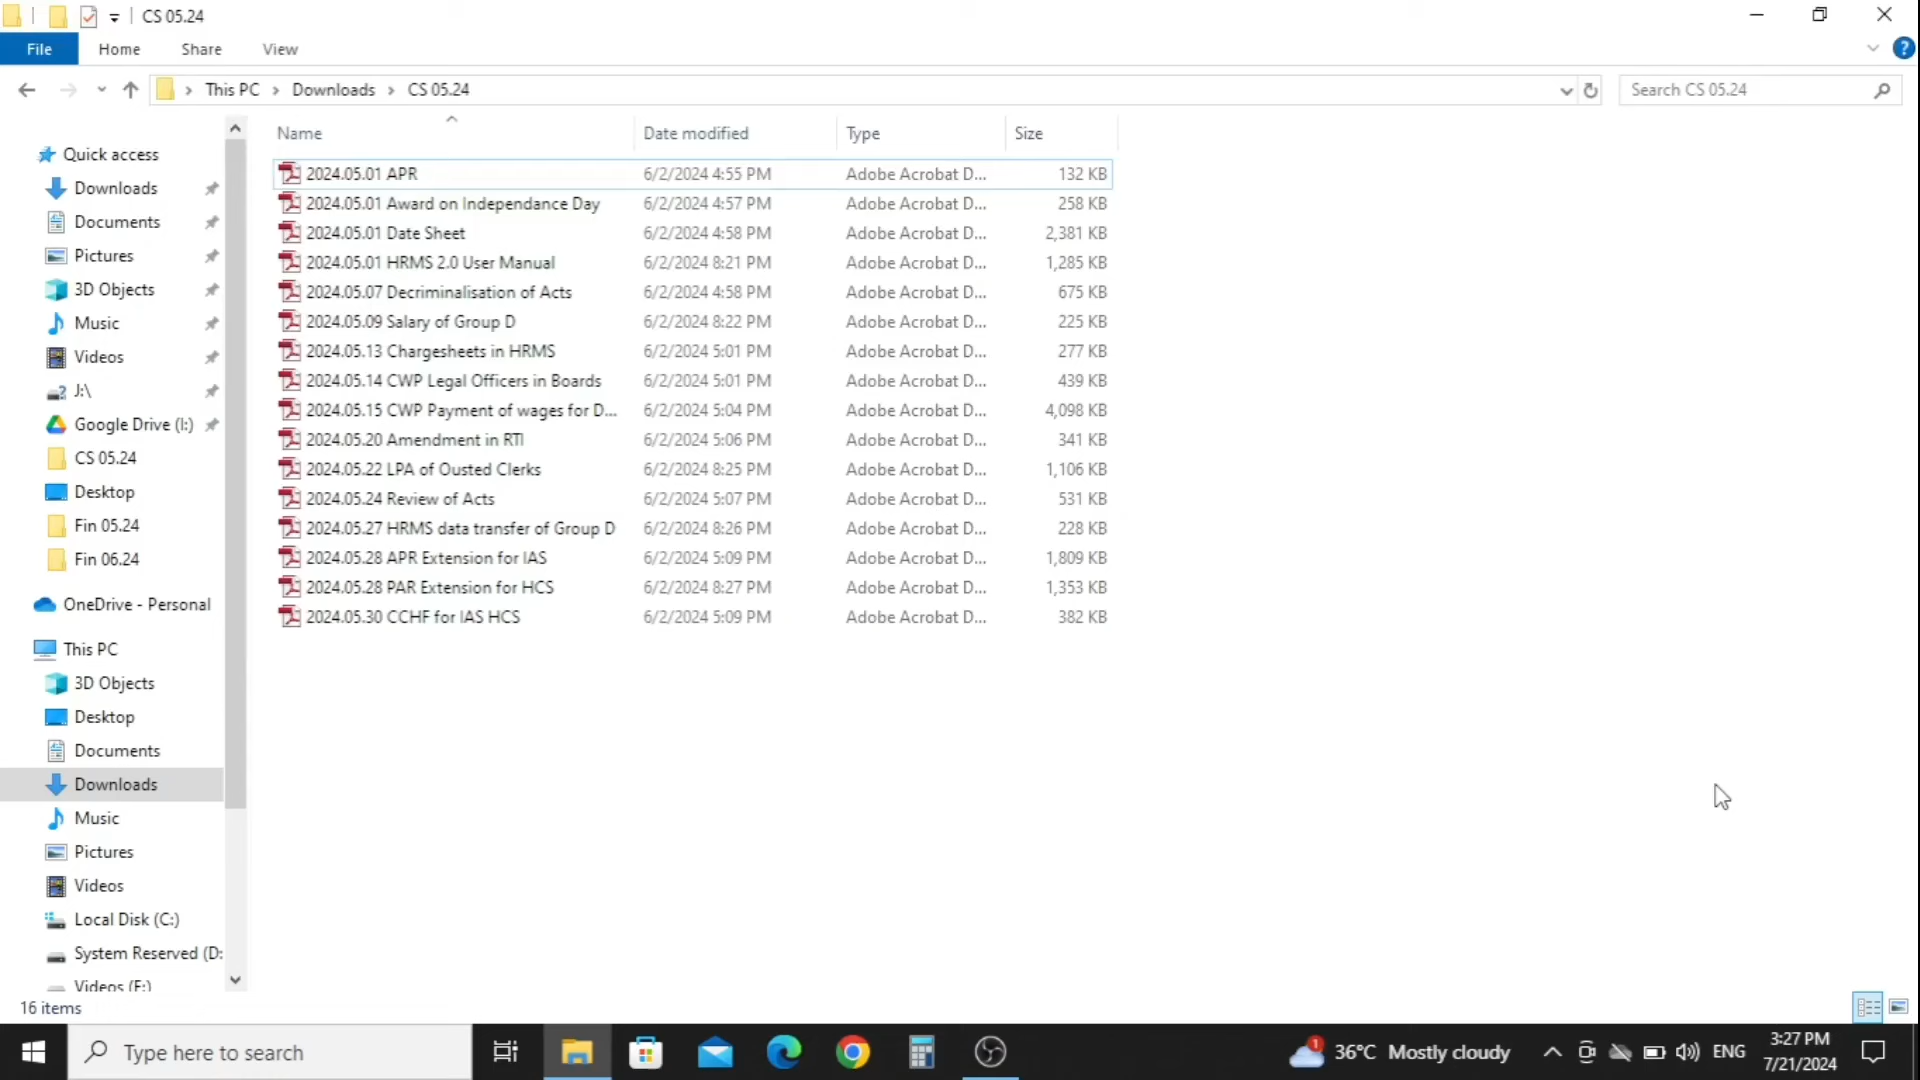 CS 05.24
File Home Share View
This PC Downloads CS 05.24
Search CS 05.24
Name Date modified Type Size
Quick access
Downloads
Documents
Pictures
3D Objects
Music
Videos
J:\
Google Drive (I:)
CS 05.24
Desktop
Fin 05.24
Fin 06.24
OneDrive - Personal
This PC
3D Objects
Desktop
Documents
Downloads
Music
Pictures
Videos
Local Disk (C:)
System Reserved (D:
Videos (F:)
2024.05.01 APR 6/2/2024 4:55 PM Adobe Acrobat D... 132 KB
2024.05.01 Award on Independance Day 6/2/2024 4:57 PM Adobe Acrobat D... 258 KB
2024.05.01 Date Sheet 6/2/2024 4:58 PM Adobe Acrobat D... 2,381 KB
2024.05.01 HRMS 2.0 User Manual 6/2/2024 8:21 PM Adobe Acrobat D... 1,285 KB
2024.05.07 Decriminalisation of Acts 6/2/2024 4:58 PM Adobe Acrobat D... 675 KB
2024.05.09 Salary of Group D 6/2/2024 8:22 PM Adobe Acrobat D... 225 KB
2024.05.13 Chargesheets in HRMS 6/2/2024 5:01 PM Adobe Acrobat D... 277 KB
2024.05.14 CWP Legal Officers in Boards 6/2/2024 5:01 PM Adobe Acrobat D... 439 KB
2024.05.15 CWP Payment of wages for D... 6/2/2024 5:04 PM Adobe Acrobat D... 4,098 KB
2024.05.20 Amendment in RTI 6/2/2024 5:06 PM Adobe Acrobat D... 341 KB
2024.05.22 LPA of Ousted Clerks 6/2/2024 8:25 PM Adobe Acrobat D... 1,106 KB
2024.05.24 Review of Acts 6/2/2024 5:07 PM Adobe Acrobat D... 531 KB
2024.05.27 HRMS data transfer of Group D 6/2/2024 8:26 PM Adobe Acrobat D... 228 KB
2024.05.28 APR Extension for IAS 6/2/2024 5:09 PM Adobe Acrobat D... 1,809 KB
2024.05.28 PAR Extension for HCS 6/2/2024 8:27 PM Adobe Acrobat D... 1,353 KB
2024.05.30 CCHF for IAS HCS 6/2/2024 5:09 PM Adobe Acrobat D... 382 KB
16 items
Type here to search
1
36°C Mostly cloudy
ENG
3:27 PM
7/21/2024